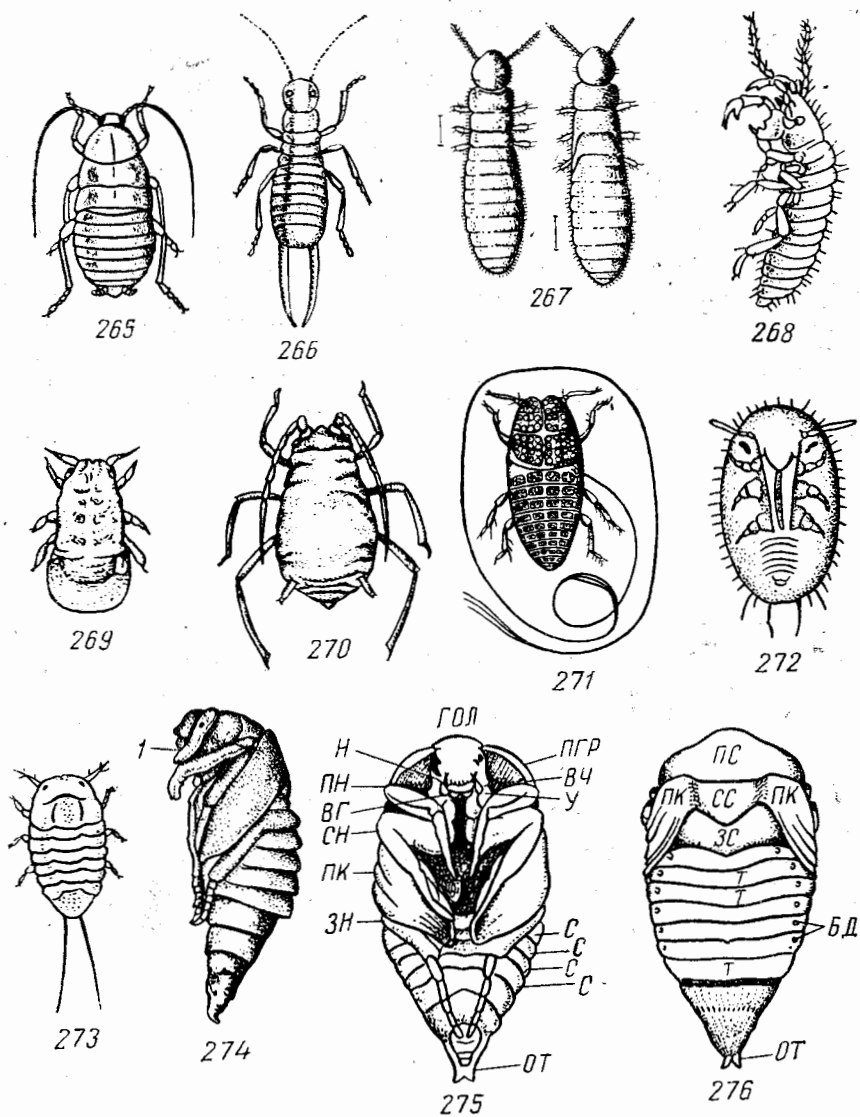 265
266
267
268
269
270
271
272
273
1
274
ГОЛ
Н
ПН
ВГ
СН
ПК
ЗН
ПГР
ВЧ
У
С
С
С
С
ОТ
275
ПС
ПК
СС
ПК
ЗС
Т
Т
Т
БД
ОТ
276